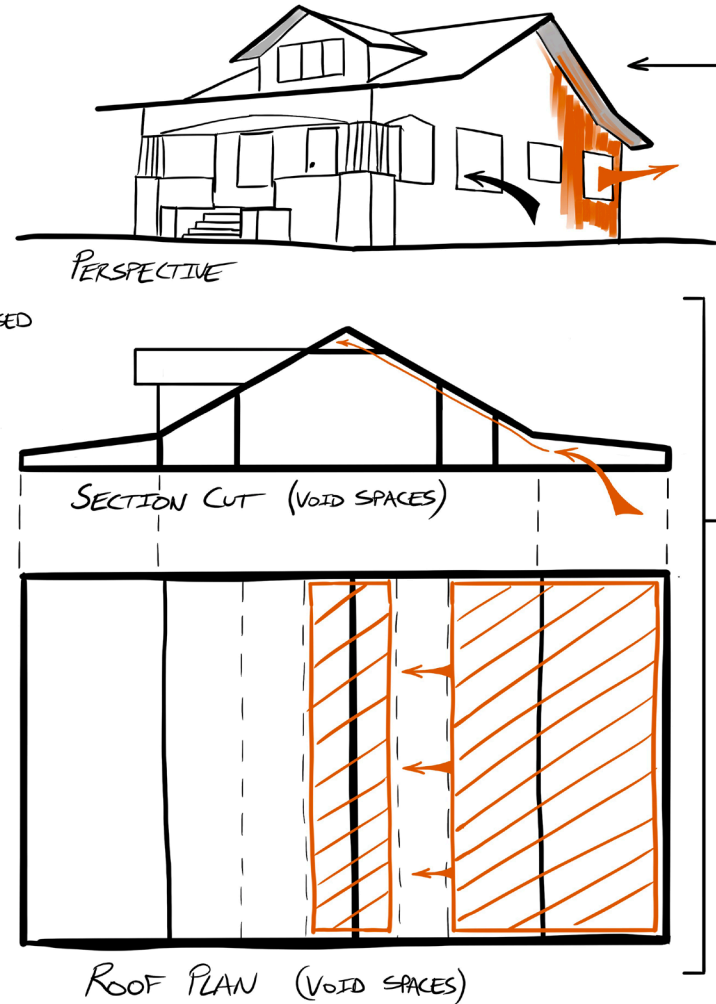 PERSPECTIVE
SECTION CUT (VOID SPACES)
ROOF PLAN (VOID SPACES)